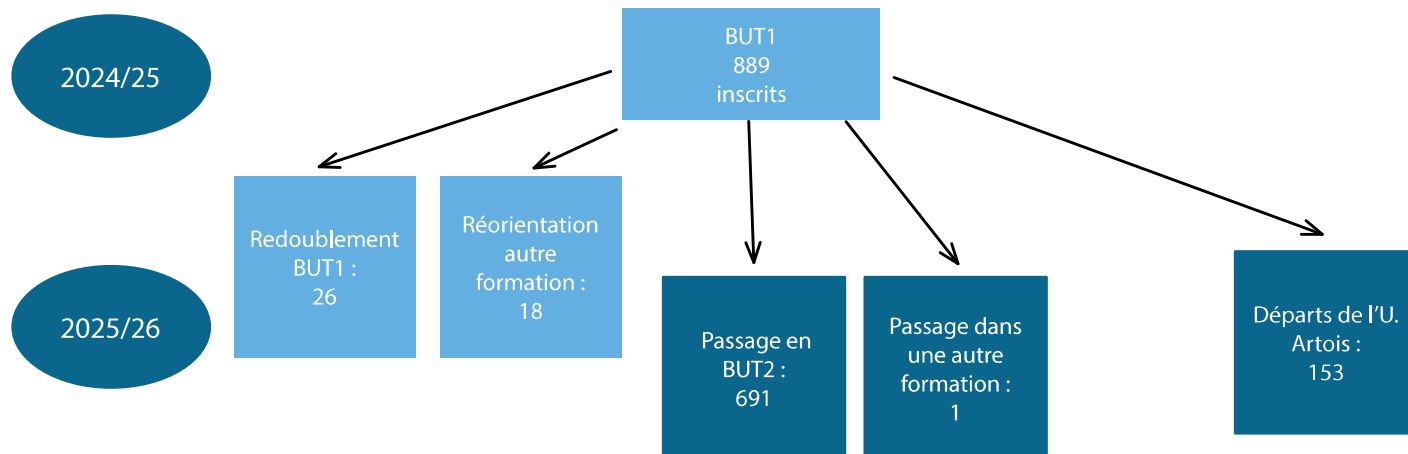 2024/25
BUT1
889
inscrits
2025/26
Redoublement
BUT1 :
26
Réorientation
autre
formation :
18
Passage en
BUT2 :
691
Passage dans
une autre
formation :
1
Départs de l'U.
Artois :
153